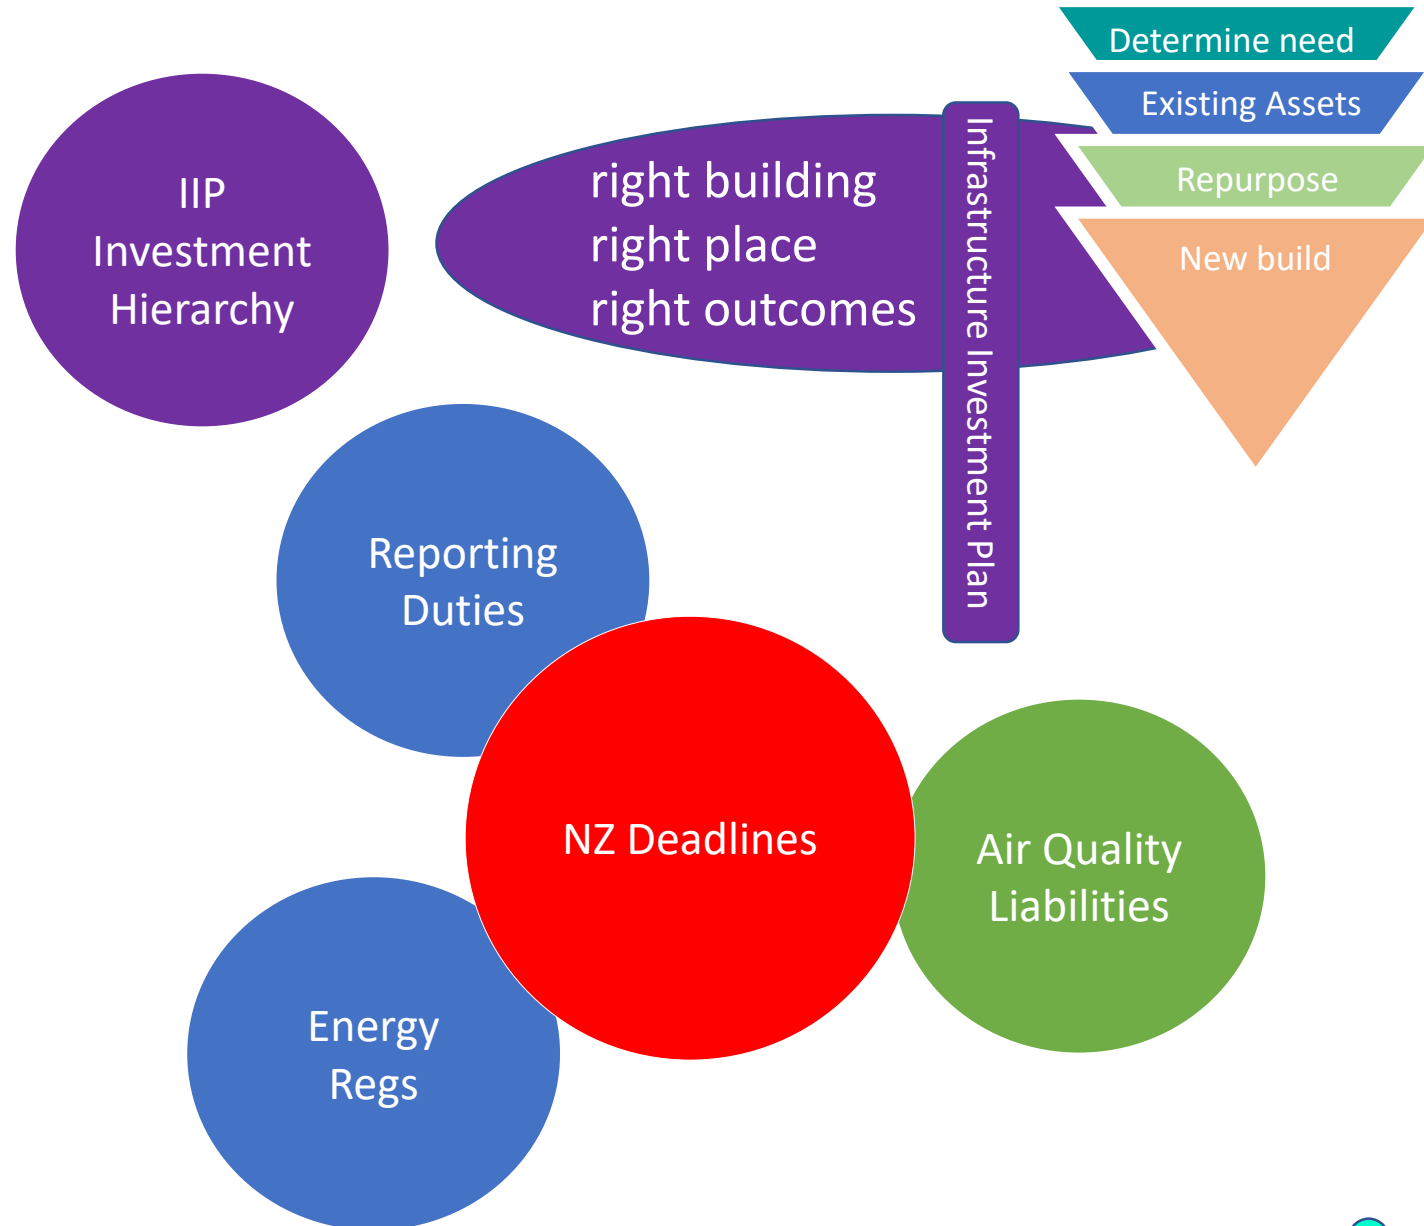 IIP
Investment
Hierarchy
right building
right place
right outcomes
Infrastructure Investment Plan
Determine need
Existing Assets
Repurpose
New build
Reporting
Duties
NZ Deadlines
Air Quality
Liabilities
Energy
Regs